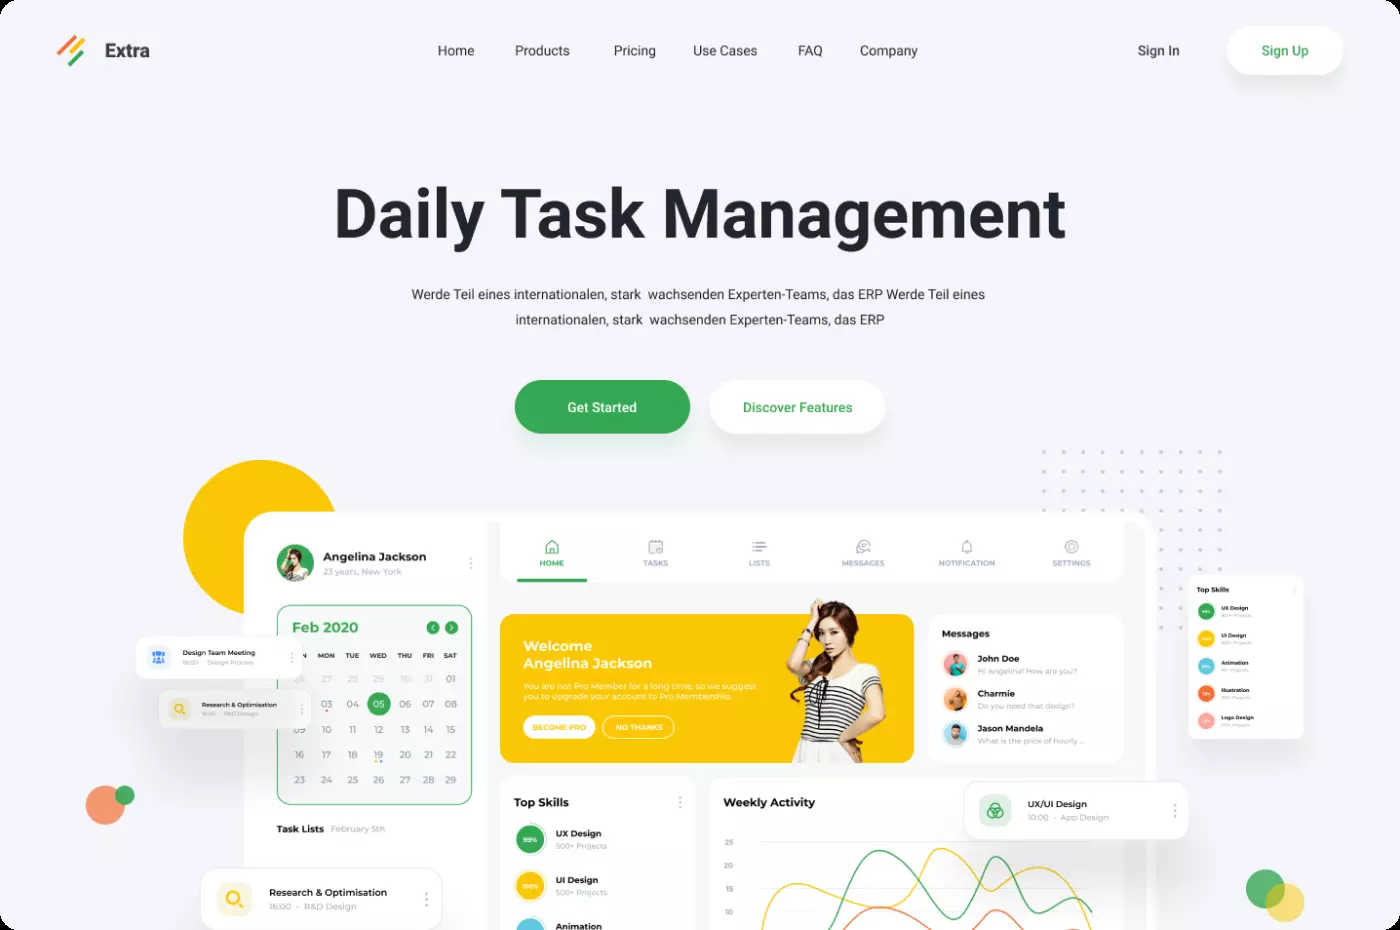 Extra
Home
Products
Pricing
Use Cases
FAQ
Company
Sign In
Sign Up
Daily Task Management
Werde Teil eines internationalen, stark wachsenden Experten-Teams, das ERP Werde Teil eines
internationalen, stark wachsenden Experten-Teams, das ERP
Get Started
Discover Features
Angelina Jackson
23 years, New York
HOME
TASKS
LISTS
MESSAGES
NOTIFICATION
SETTINGS
Feb 2020
MON TUE WED THU FRI SAT
26 27 28 29 30 31 01
03 04 05 06 07 08
09 10 11 12 13 14 15
16 17 18 19 20 21 22
23 24 25 26 27 28 29
Design Team Meeting
Design Process
Research & Optimisation
R&D Design
Task Lists February 5th
Research & Optimisation
16:00 - R&D Design
Welcome
Angelina Jackson
You are not Pro Member for a long time, so we suggest
you to upgrade your account to Pro Membership.
BECOME PRO
NO THANKS
Messages
John Doe
Hi Angelina! How are you?
Charmie
Do you need that design?
Jason Mandela
What is the price of hourly ...
Top Skills
99%
UX Design
500+ Projects
100%
UI Design
500+ Projects
Animation
Weekly Activity
25
20
15
10
UX/UI Design
10:00 - App Design
Top Skills
UX Design
UI Design
Animation
Illustration
Logo Design